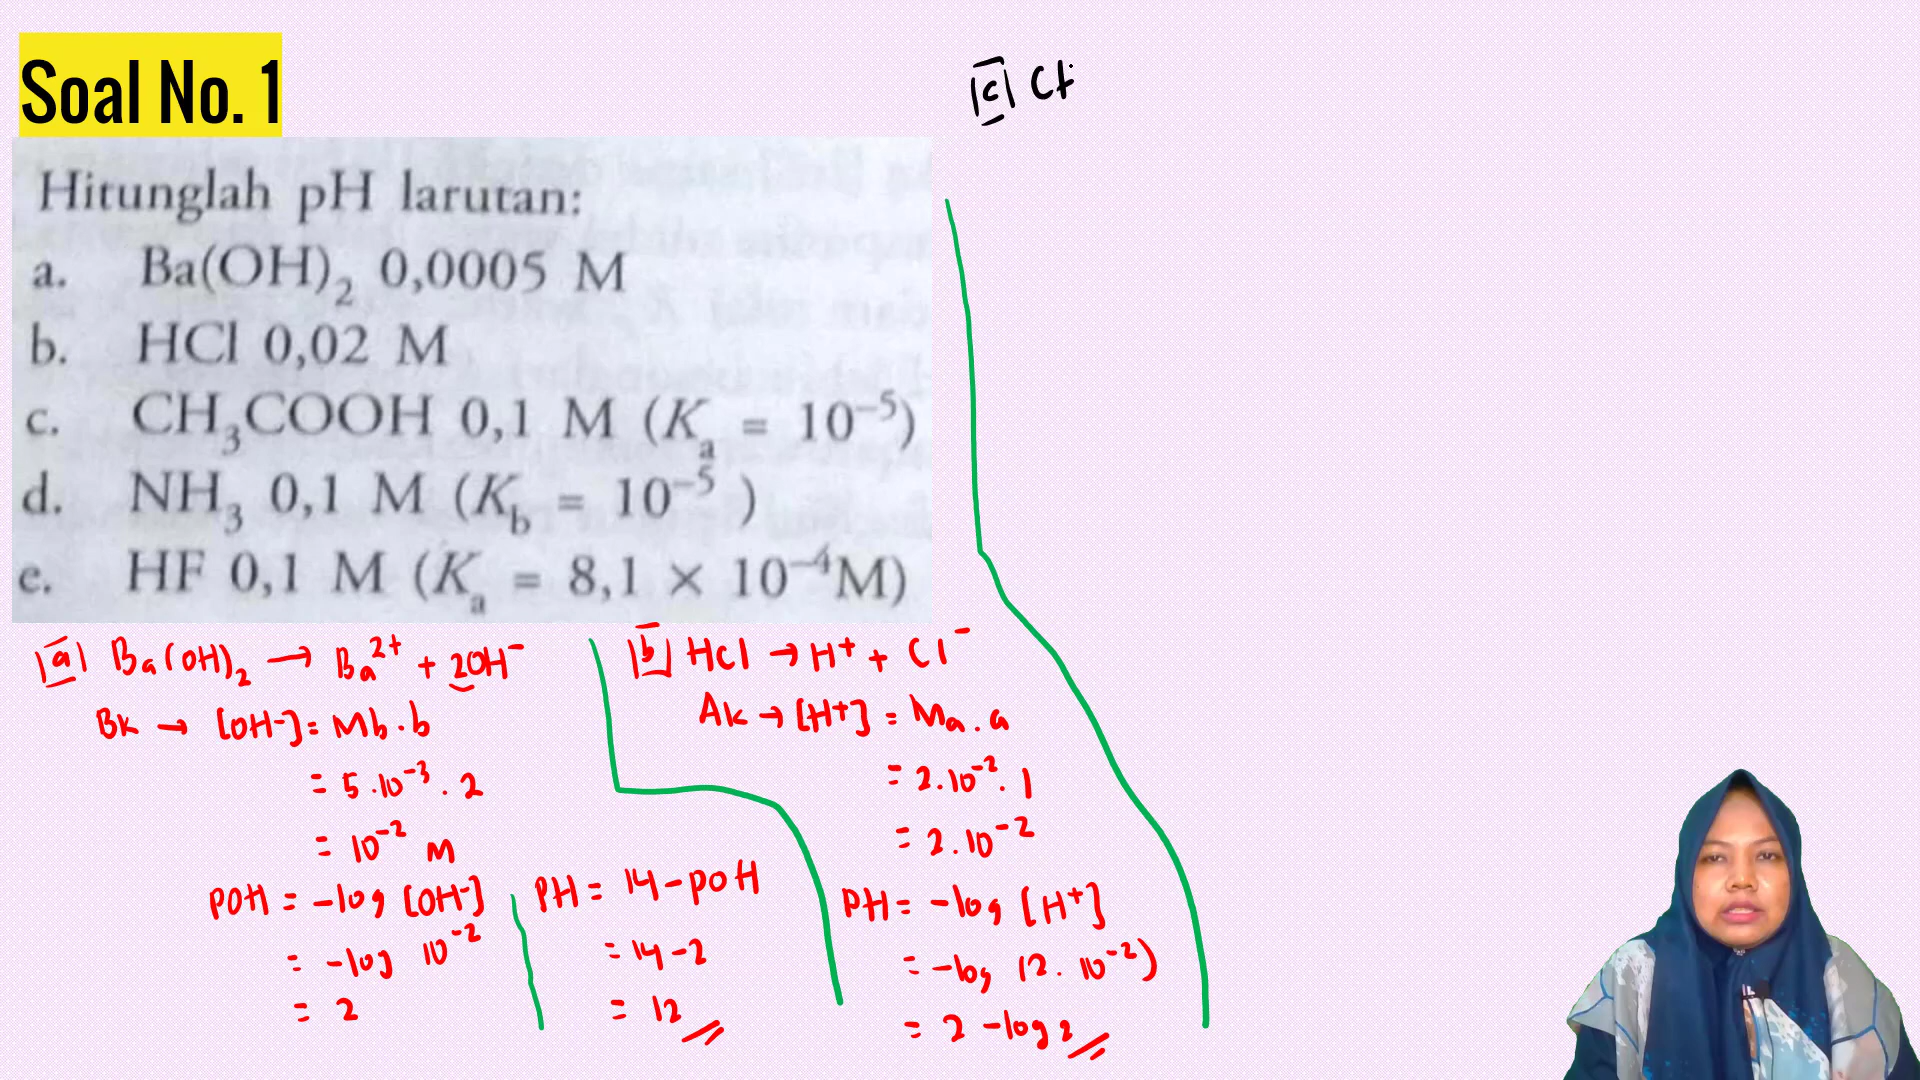 Soal No. 1
Hitunglah pH larutan:
a. Ba(OH)₂ 0,0005 M
b. HCl 0,02 M
c. CH₃COOH 0,1 M (Kₐ = 10⁻⁵)
d. NH₃ 0,1 M (K_b = 10⁻⁵ )
e. HF 0,1 M (Kₐ = 8,1 × 10⁻⁴M)
a Ba(OH)₂ → Ba²⁺ + 2OH⁻
Bk → [OH⁻] = Mb . b
= 5 . 10⁻³ . 2
= 10⁻² M
POH = -log [OH⁻]
= -log 10⁻²
= 2
PH = 14 - POH
= 14 - 2
= 12
b HCl → H⁺ + Cl⁻
Ak → [H⁺] = Ma . a
= 2 . 10⁻² . 1
= 2 . 10⁻²
PH = -log [H⁺]
= -log (2 . 10⁻²)
= 2 - log 2
c